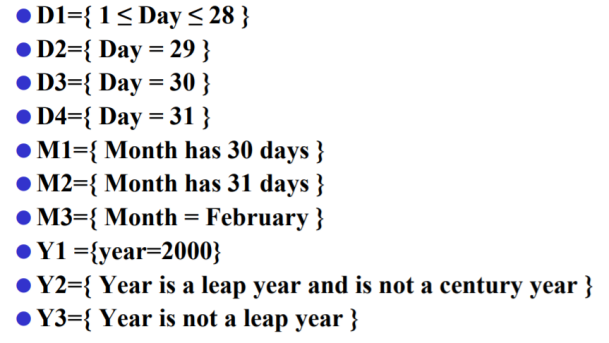 ● D1={ 1 ≤ Day ≤ 28 }
● D2={ Day = 29 }
● D3={ Day = 30 }
● D4={ Day = 31 }
● M1={ Month has 30 days }
● M2={ Month has 31 days }
● M3={ Month = February }
● Y1 ={year=2000}
● Y2={ Year is a leap year and is not a century year }
● Y3={ Year is not a leap year }